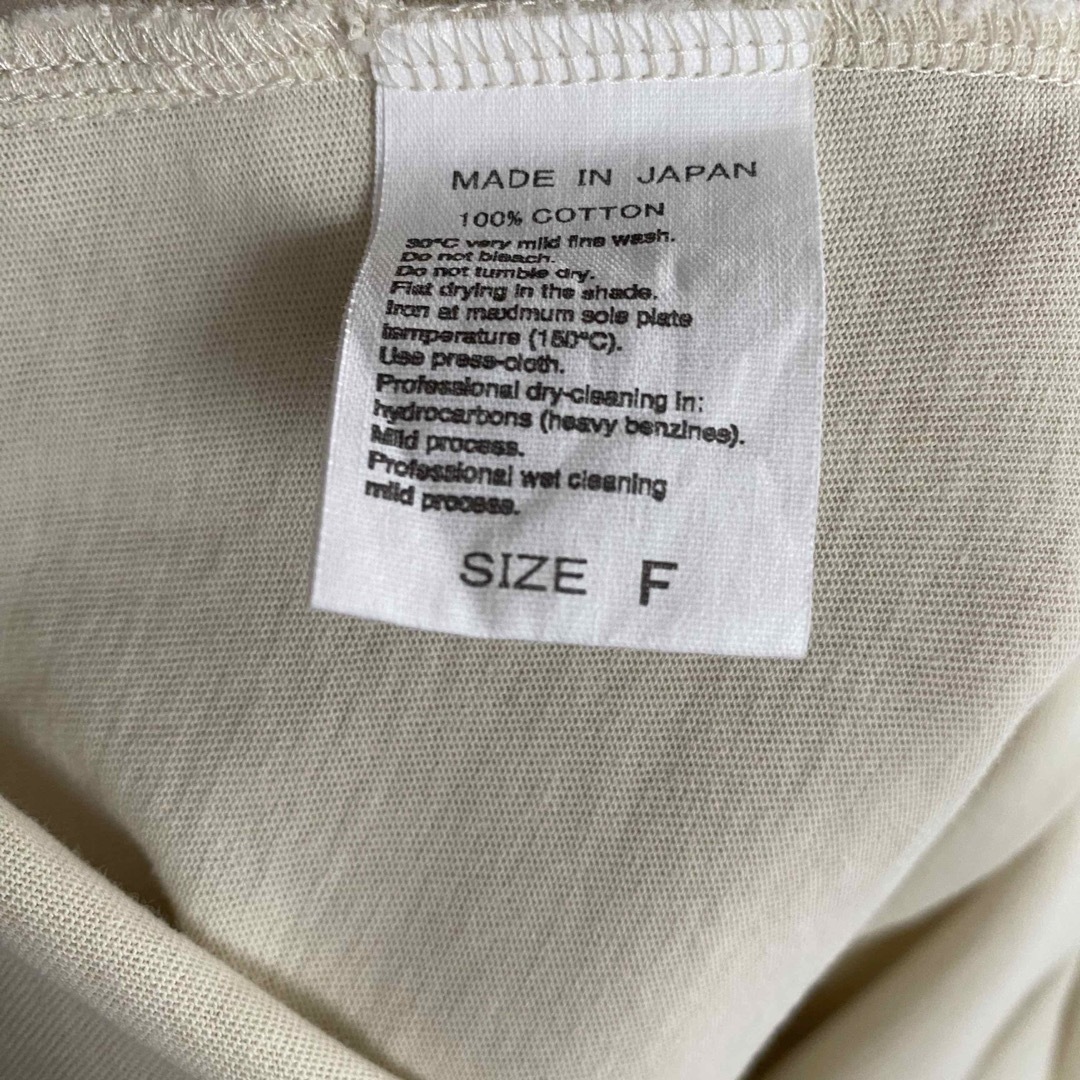 MADE IN JAPAN
100% COTTON
30°C very mild fine wash.
Do not bleach.
Do not tumble dry.
Flat drying in the shade.
Iron at maximum sole plate
temperature (150°C).
Use press-cloth.
Professional dry-cleaning in:
hydrocarbons (heavy benzines).
Mild process.
Professional wet cleaning
mild process.
SIZE F